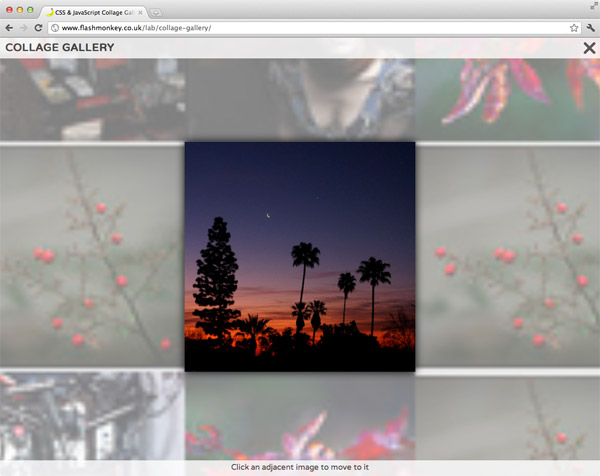 CSS & JavaScript Collage Gall
www.flashmonkey.co.uk/lab/collage-gallery/
COLLAGE GALLERY
Click an adjacent image to move to it